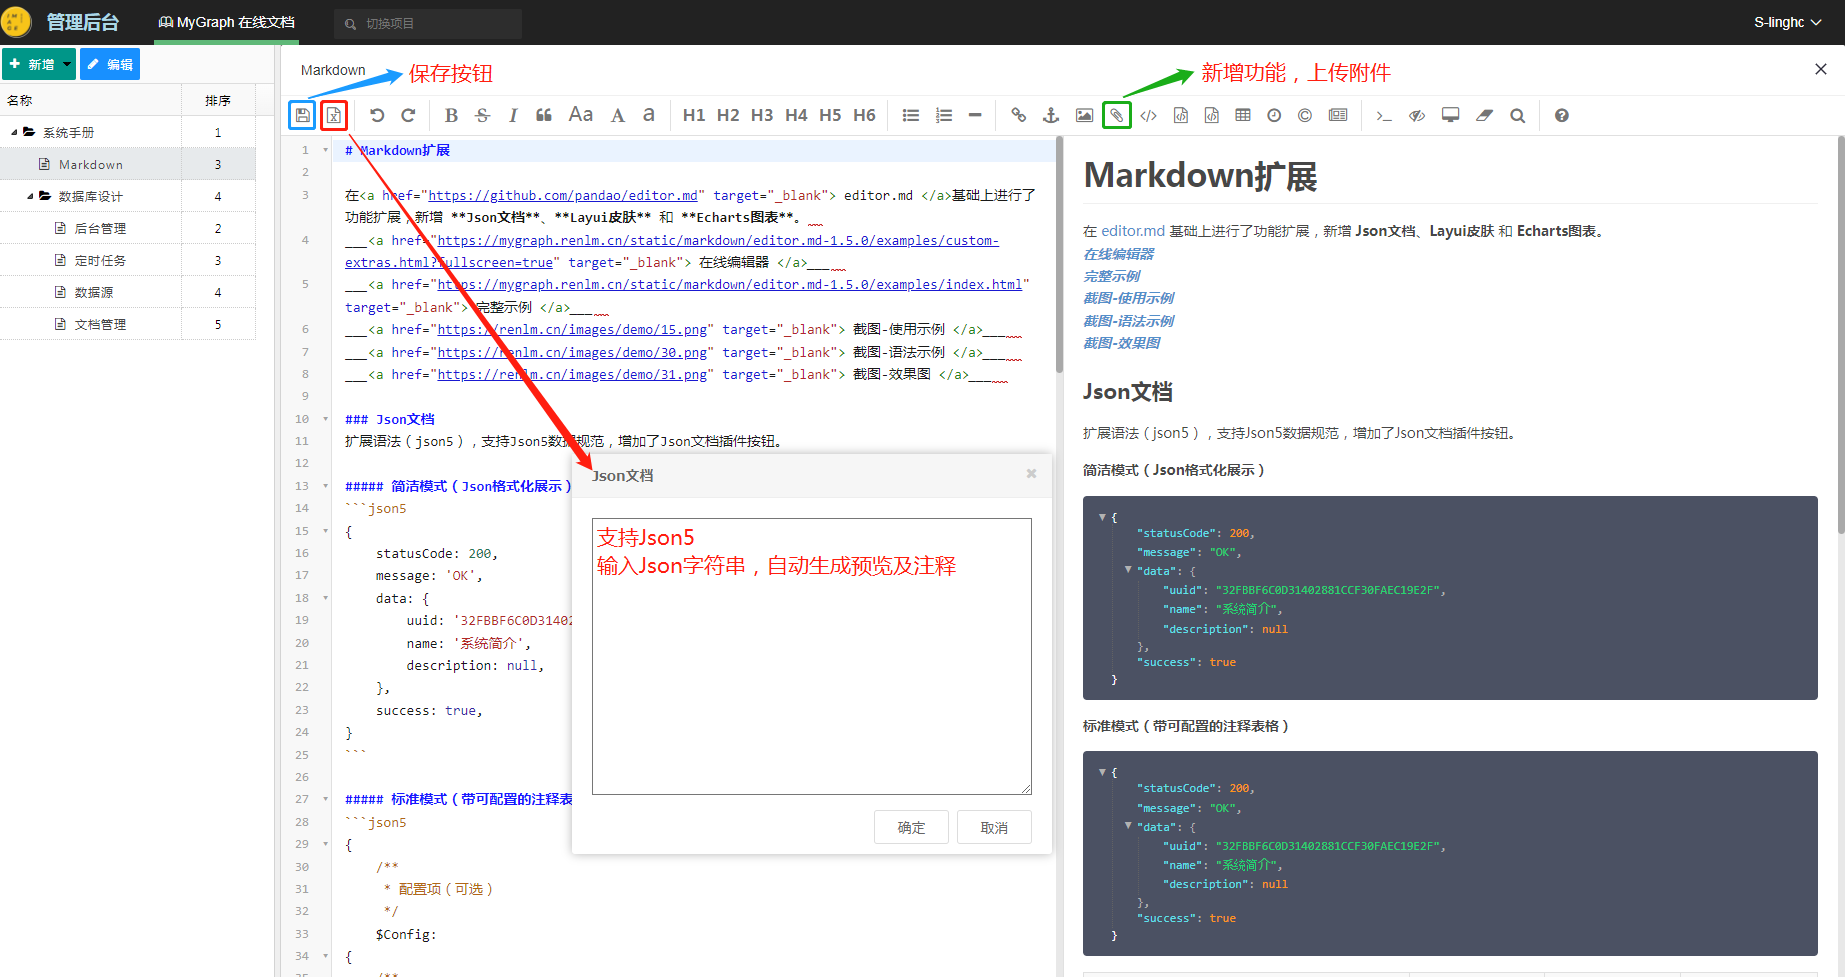 管理后台
MyGraph 在线文档
切换项目
S-linghc
新增
编辑
名称
排序
系统手册
1
Markdown
3
数据库设计
4
后台管理
2
定时任务
3
数据源
4
文档管理
5
Markdown
保存按钮
新增功能，上传附件
B S I Aa A a H1 H2 H3 H4 H5 H6
1 # Markdown扩展
2
3 在<a href="https://github.com/pandao/editor.md" target="_blank"> editor.md </a>基础上进行了
功能扩展，新增 **Json文档**、**Layui皮肤** 和 **Echarts图表**。
4 ___<a href="https://mygraph.renlm.cn/static/markdown/editor.md-1.5.0/examples/custom-
extras.html?fullscreen=true" target="_blank"> 在线编辑器 </a>___
5 ___<a href="https://mygraph.renlm.cn/static/markdown/editor.md-1.5.0/examples/index.html"
target="_blank"> 完整示例 </a>___
6 ___<a href="https://renlm.cn/images/demo/15.png" target="_blank"> 截图-使用示例 </a>___
7 ___<a href="https://renlm.cn/images/demo/30.png" target="_blank"> 截图-语法示例 </a>___
8 ___<a href="https://renlm.cn/images/demo/31.png" target="_blank"> 截图-效果图 </a>___
9
10 ### Json文档
11 扩展语法（json5），支持Json5数据规范，增加了Json文档插件按钮。
12
13 ##### 简洁模式（Json格式化展示）
14 ```json5
15 {
16 statusCode: 200,
17 message: 'OK',
18 data: {
19 uuid: '32FBBF6C0D31402
20 name: '系统简介',
21 description: null,
22 },
23 success: true,
24 }
25 ```
26
27 ##### 标准模式（带可配置的注释表
28 ```json5
29 {
30 /**
31 * 配置项（可选）
32 */
33 $Config:
34 {
35 /**
Json文档
支持Json5
输入Json字符串，自动生成预览及注释
确定
取消
Markdown扩展
在 editor.md 基础上进行了功能扩展，新增 Json文档、Layui皮肤 和 Echarts图表。
在线编辑器
完整示例
截图-使用示例
截图-语法示例
截图-效果图
Json文档
扩展语法（json5），支持Json5数据规范，增加了Json文档插件按钮。
简洁模式（Json格式化展示）
{
"statusCode": 200,
"message": "OK",
"data": {
"uuid": "32FBBF6C0D31402881CCF30FAEC19E2F",
"name": "系统简介",
"description": null
},
"success": true
}
标准模式（带可配置的注释表格）
{
"statusCode": 200,
"message": "OK",
"data": {
"uuid": "32FBBF6C0D31402881CCF30FAEC19E2F",
"name": "系统简介",
"description": null
},
"success": true
}